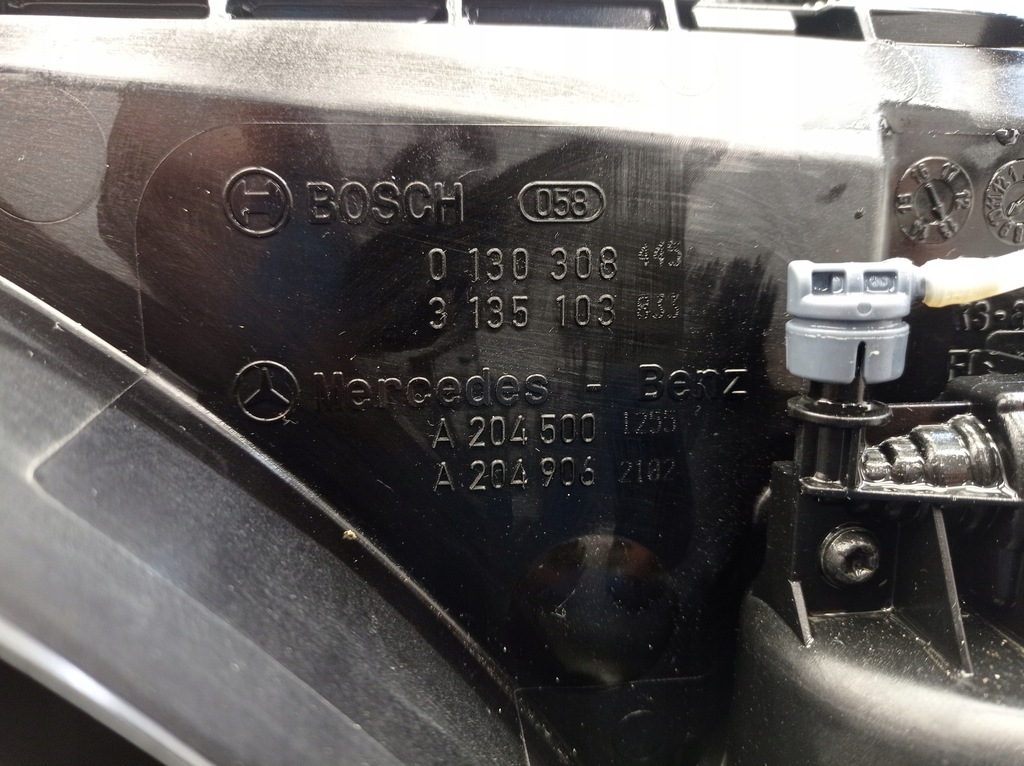 BOSCH 058
0 130 308 445
3 135 103 833
Mercedes - Benz
A 204 500 1255
A 204 906 2102